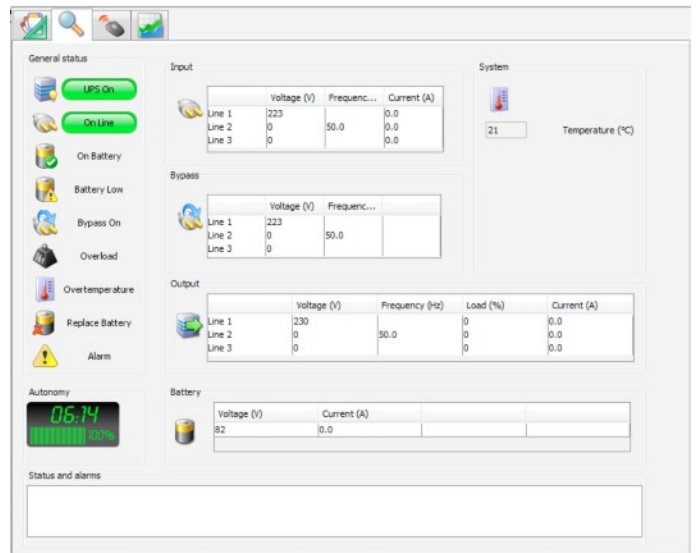 General status
UPS On
On Line
On Battery
Battery Low
Bypass On
Overload
Overtemperature
Replace Battery
Alarm
Autonomy
06:14
100%
Input
Voltage (V) Frequenc... Current (A)
Line 1 223 0.0
Line 2 0 50.0 0.0
Line 3 0 0.0
Bypass
Voltage (V) Frequenc...
Line 1 223
Line 2 0 50.0
Line 3 0
Output
Voltage (V) Frequency (Hz) Load (%) Current (A)
Line 1 230 0 0.0
Line 2 0 50.0 0 0.0
Line 3 0 0 0.0
Battery
Voltage (V) Current (A)
82 0.0
System
21 Temperature (ºC)
Status and alarms